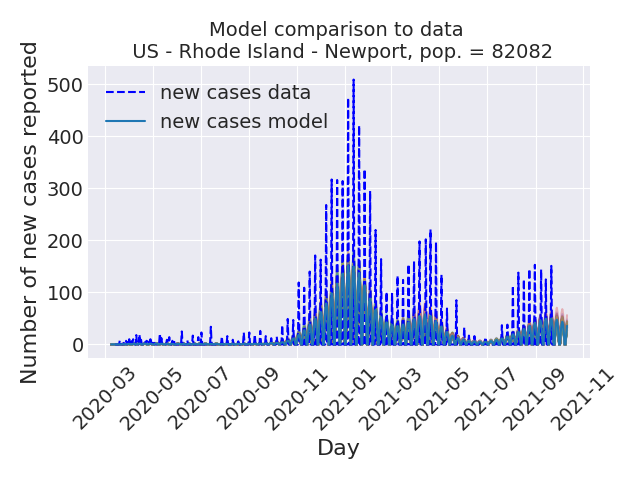 Model comparison to data
US - Rhode Island - Newport, pop. = 82082
Number of new cases reported
500
400
300
200
100
0
new cases data
new cases model
2020-03
2020-05
2020-07
2020-09
2020-11
2021-01
2021-03
2021-05
2021-07
2021-09
2021-11
Day